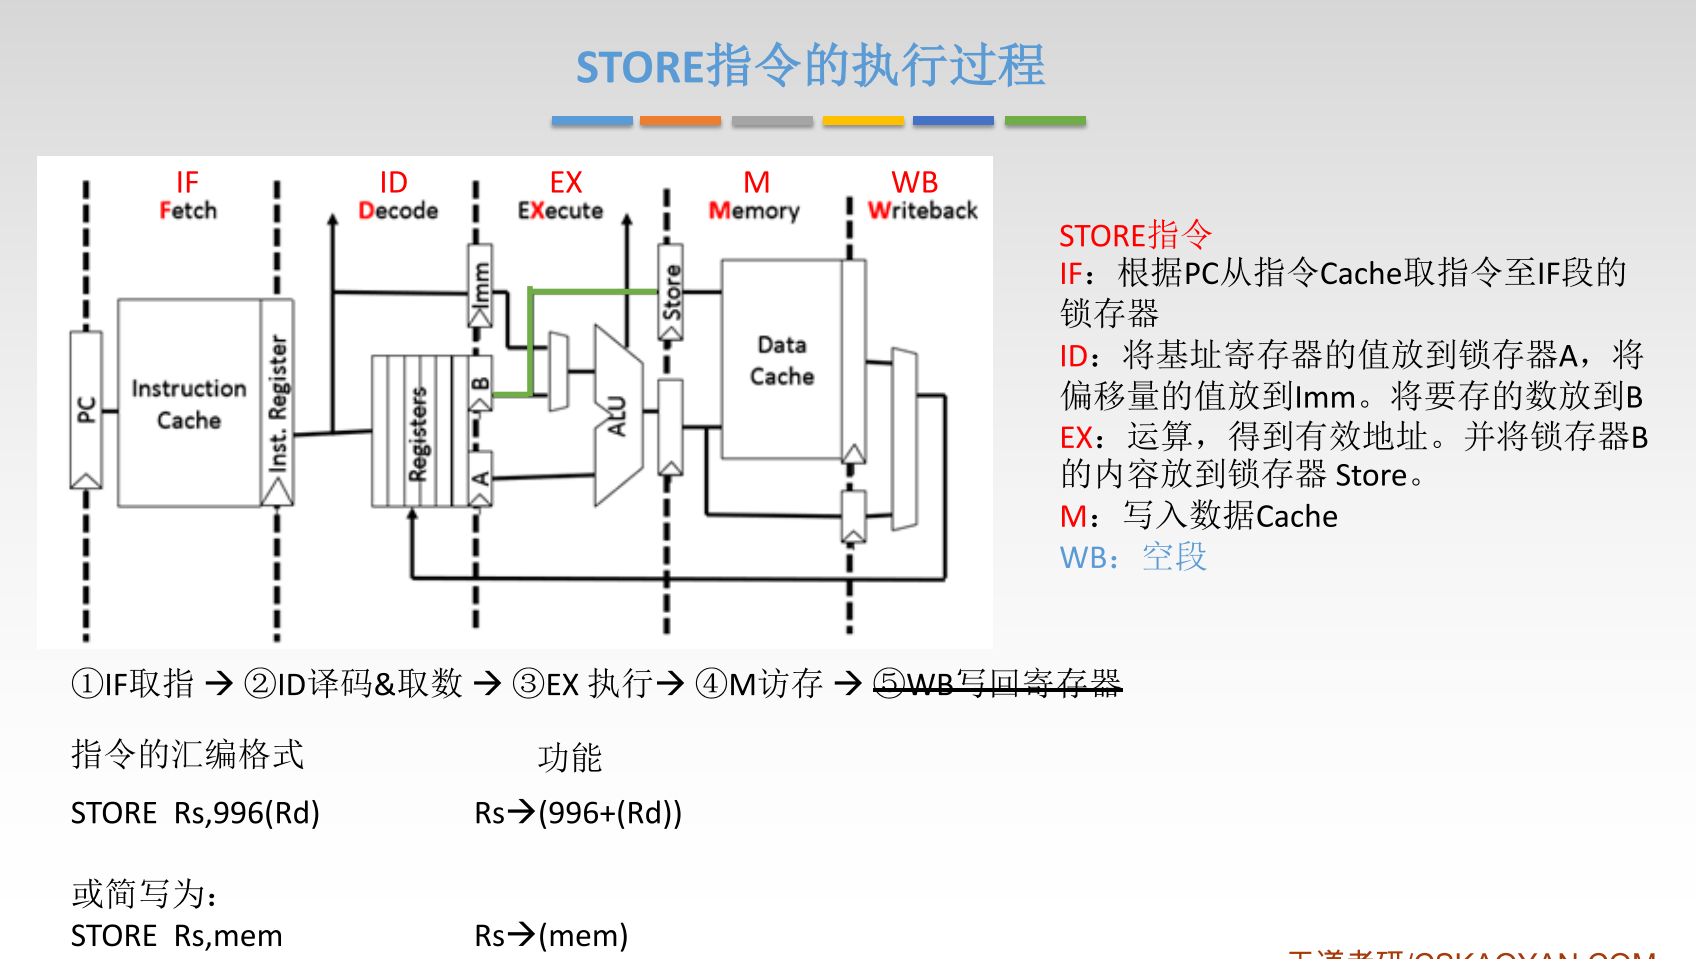 STORE指令的执行过程
IF
ID
EX
M
WB
Fetch
Decode
EXecute
Memory
Writeback
PC
Instruction
Cache
Inst. Register
Registers
Imm
B
A
ALU
Store
Data
Cache
STORE指令
IF：根据PC从指令Cache取指令至IF段的
锁存器
ID：将基址寄存器的值放到锁存器A，将
偏移量的值放到Imm。将要存的数放到B
EX：运算，得到有效地址。并将锁存器B
的内容放到锁存器 Store。
M：写入数据Cache
WB：空段
①IF取指 → ②ID译码&取数 → ③EX 执行→ ④M访存 → ⑤WB写回寄存器
指令的汇编格式
功能
STORE Rs,996(Rd)
Rs→(996+(Rd))
或简写为：
STORE Rs,mem
Rs→(mem)
王道考研/CSKAOYAN.COM